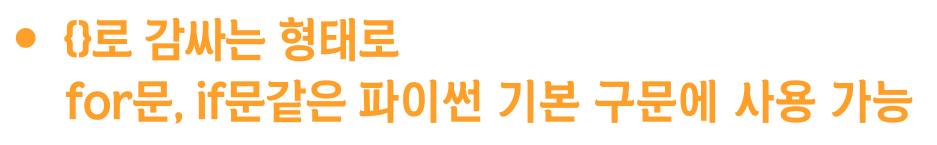 • {}로 감싸는 형태로
for문, if문같은 파이썬 기본 구문에 사용 가능